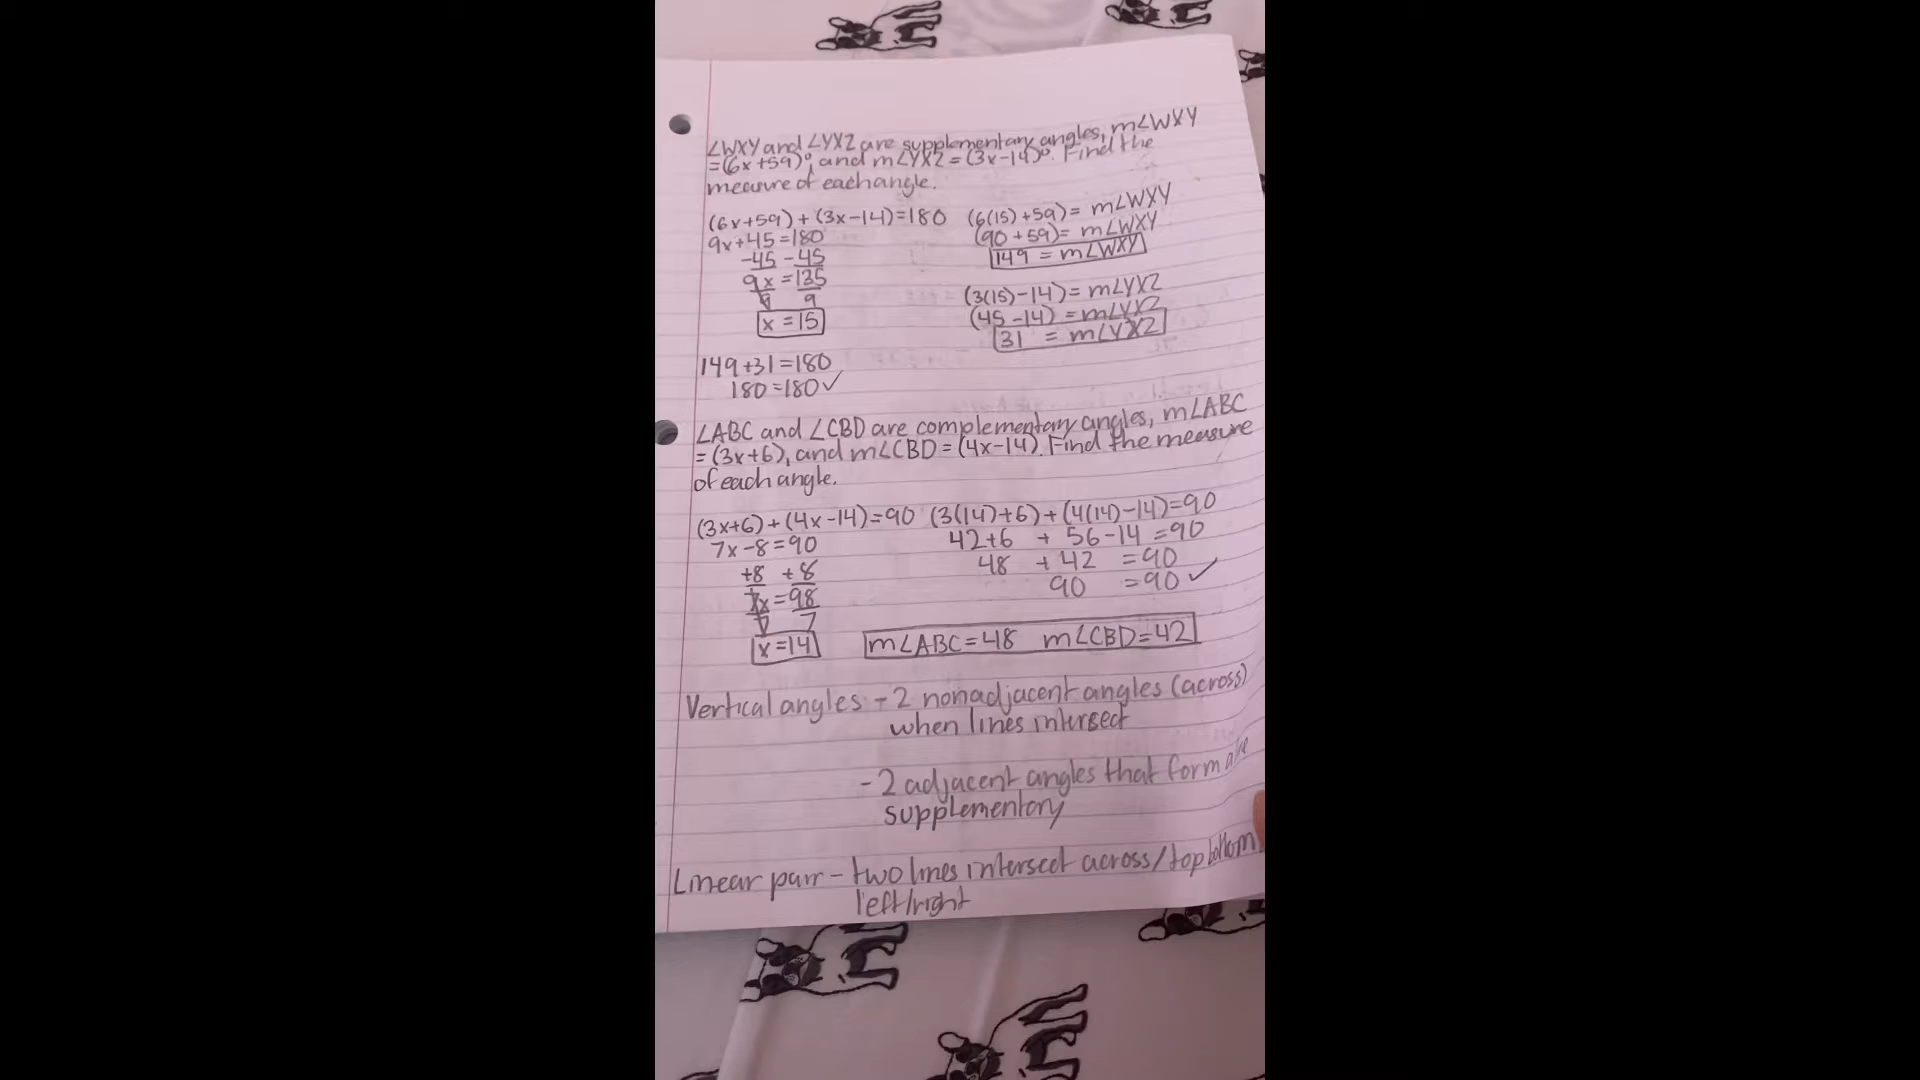 ∠WXY and ∠YXZ are supplementary angles, m∠WXY
=(6x+59)°, and m∠YXZ=(3x-14)°. Find the
measure of each angle.
(6x+59)+(3x-14)=180
9x+45=180
-45 -45
9x=135
9 9
x=15
(6(15)+59)= m∠WXY
(90+59)= m∠WXY
149 = m∠WXY
(3(15)-14)= m∠YXZ
(45-14) = m∠YXZ
31 = m∠YXZ
149+31=180
180=180✓
∠ABC and ∠CBD are complementary angles, m∠ABC
=(3x+6), and m∠CBD=(4x-14). Find the measure
of each angle.
(3x+6)+(4x-14)=90
7x-8=90
+8 +8
7x=98
7 7
x=14
(3(14)+6)+(4(14)-14)=90
42+6 + 56-14 =90
48 +42 =90
90 =90 ✓
m∠ABC=48 m∠CBD=42
Vertical angles - 2 nonadjacent angles (across)
when lines intersect
- 2 adjacent angles that form
supplementary
Linear pair - two lines intersect across/top bottom
left/right